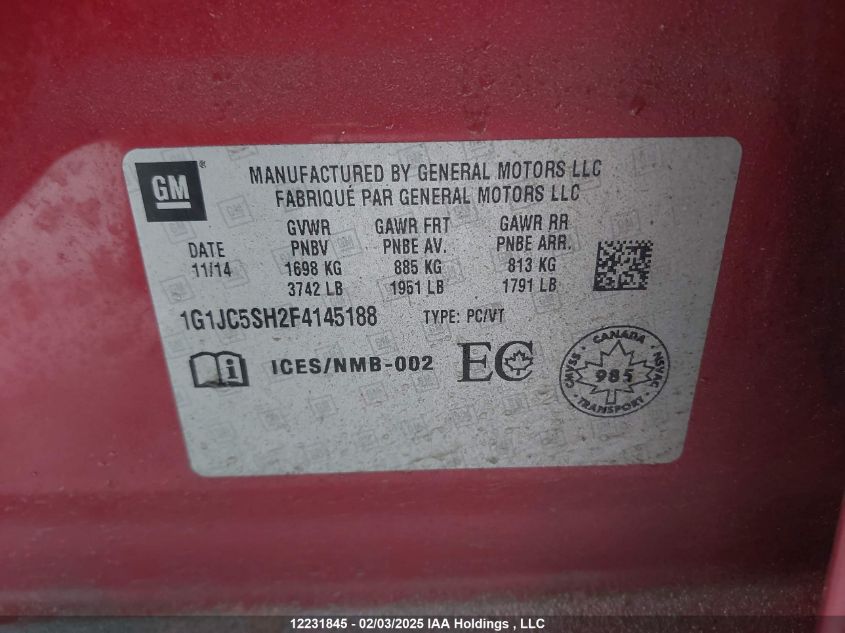 GM®
MANUFACTURED BY GENERAL MOTORS LLC
FABRIQUÉ PAR GENERAL MOTORS LLC
GVWR GAWR FRT GAWR RR
DATE PNBV PNBE AV. PNBE ARR.
11/14 1698 KG 885 KG 813 KG
3742 LB 1951 LB 1791 LB
1G1JC5SH2F4145188 TYPE: PC/VT
ICES/NMB-002 EC
CANADA
CMVSS 985 NSVAC
TRANSPORT
12231845 - 02/03/2025 IAA Holdings , LLC